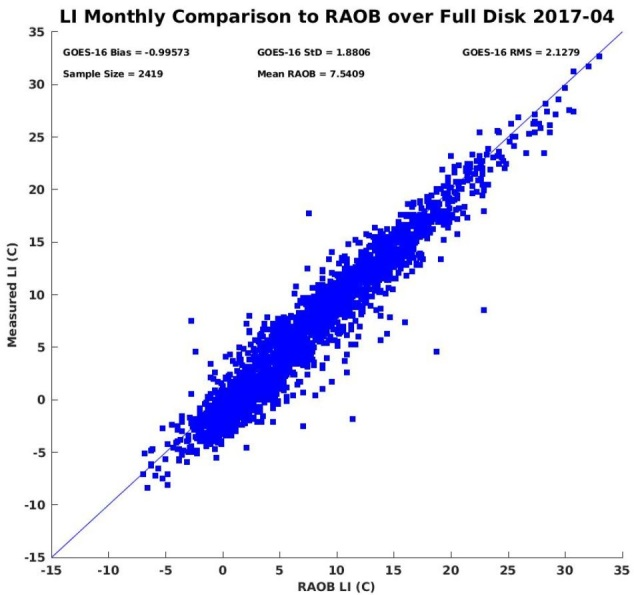 LI Monthly Comparison to RAOB over Full Disk 2017-04
GOES-16 Bias = -0.99573 GOES-16 StD = 1.8806 GOES-16 RMS = 2.1279
Sample Size = 2419 Mean RAOB = 7.5409
Measured LI (C)
35
30
25
20
15
10
5
0
-5
-10
-15
-15 -10 -5 0 5 10 15 20 25 30 35
RAOB LI (C)